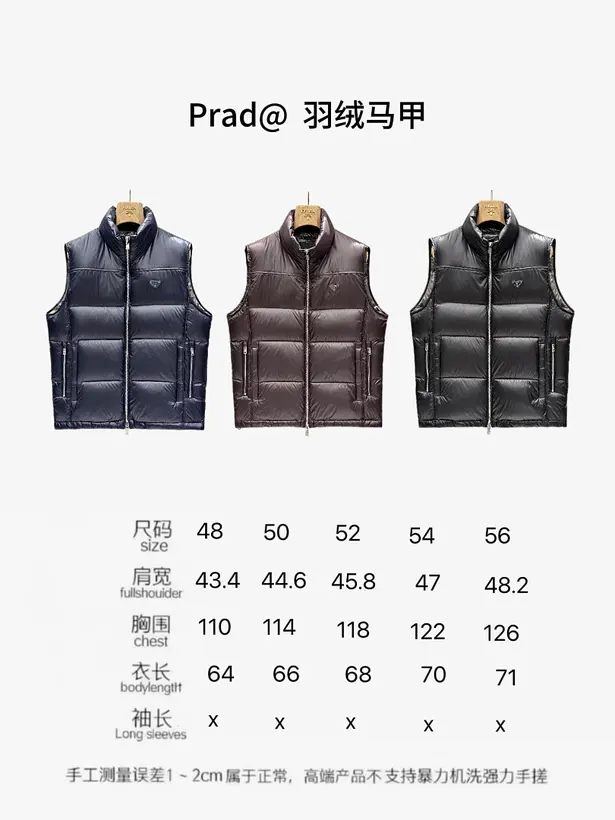 Prad@ 羽绒马甲
尺码 48 50 52 54 56
size
肩宽 43.4 44.6 45.8 47 48.2
fullshouider
胸围 110 114 118 122 126
chest
衣长 64 66 68 70 71
bodylengtlt
袖长 x x x x x
Long sleeves
手工测量误差1 ~ 2cm属于正常，高端产品不支持暴力机洗强力手搓